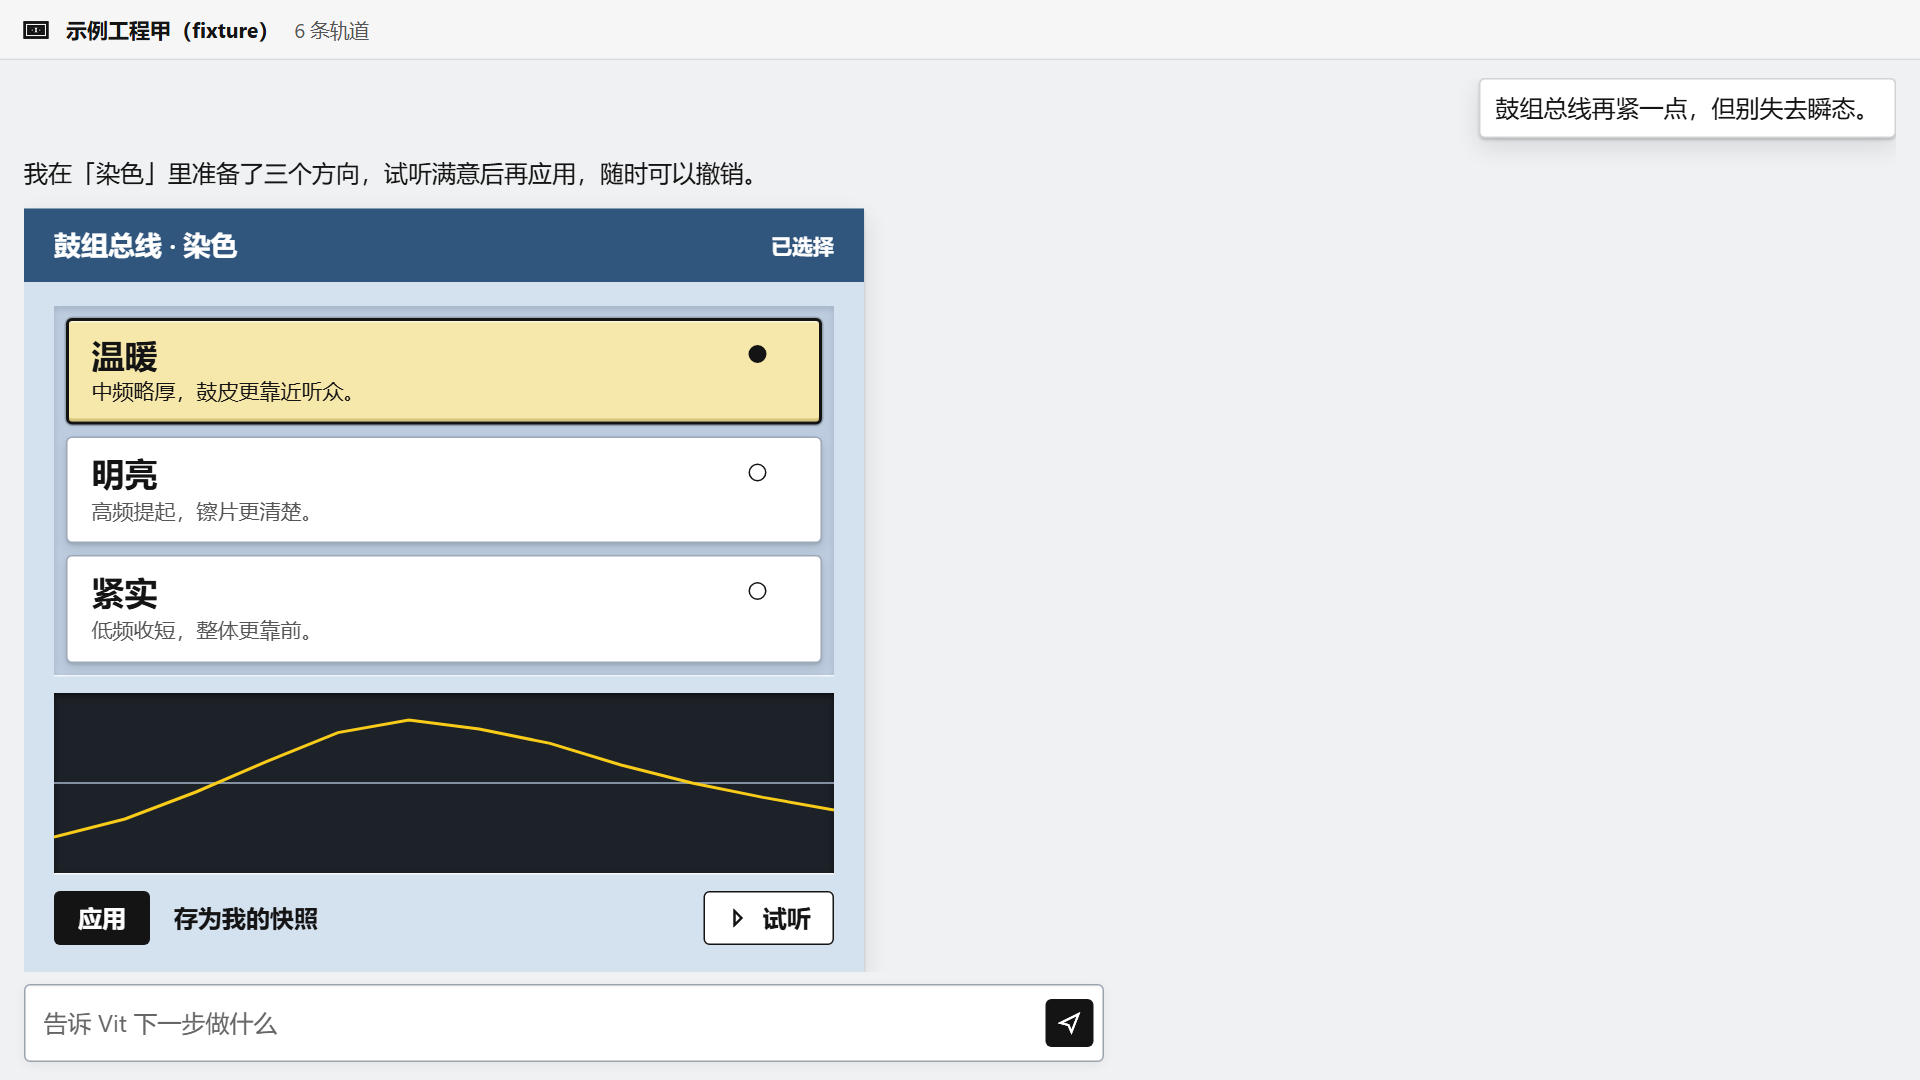 示例工程甲（fixture） 6 条轨道
鼓组总线再紧一点，但别失去瞬态。
我在「染色」里准备了三个方向，试听满意后再应用，随时可以撤销。
鼓组总线 · 染色 已选择
温暖
中频略厚，鼓皮更靠近听众。
明亮
高频提起，镲片更清楚。
紧实
低频收短，整体更靠前。
应用 存为我的快照 试听
告诉 Vit 下一步做什么